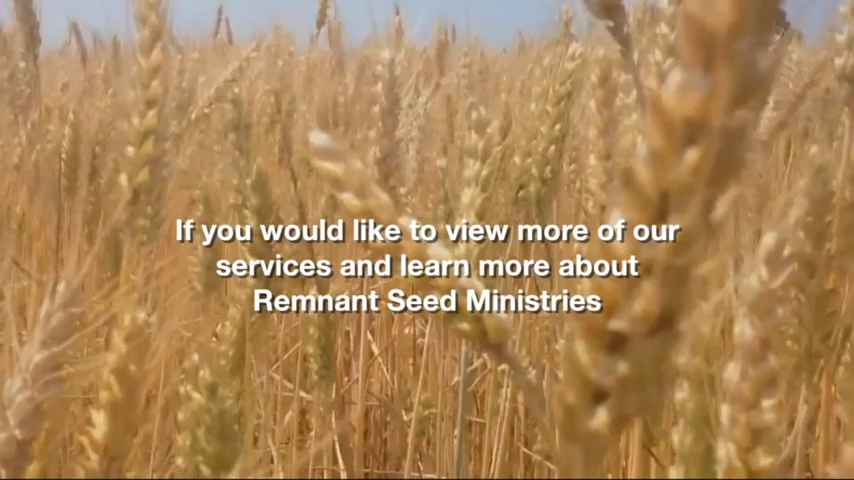 If you would like to view more of our
services and learn more about
Remnant Seed Ministries